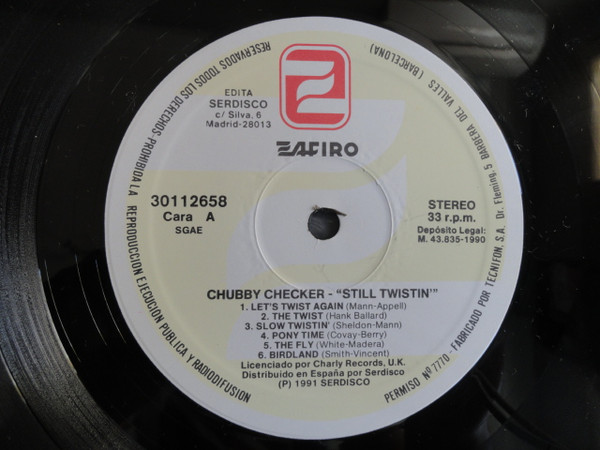 EDITA
SERDISCO
c/ Silva, 6
Madrid-28013
ZAFIRO
30112658
Cara A
SGAE
STEREO
33 r.p.m.
Depósito Legal:
M. 43.835-1990
CHUBBY CHECKER - "STILL TWISTIN'"
1. LET'S TWIST AGAIN (Mann-Appell)
2. THE TWIST (Hank Ballard)
3. SLOW TWISTIN' (Sheldon-Mann)
4. PONY TIME (Covay-Berry)
5. THE FLY (White-Madera)
6. BIRDLAND (Smith-Vincent)
Licenciado por Charly Records, U.K.
Distribuido en España por Serdisco
(P) 1991 SERDISCO
RESERVADOS TODOS LOS DERECHOS-PROHIBIDA LA REPRODUCCION EJECUCION PUBLICA Y RADIODIFUSION
PERMISO Nº 7770 - FABRICADO POR TECNIFON, S.A. Dr. Fleming, 5 BARBERA DEL VALLES (BARCELONA)